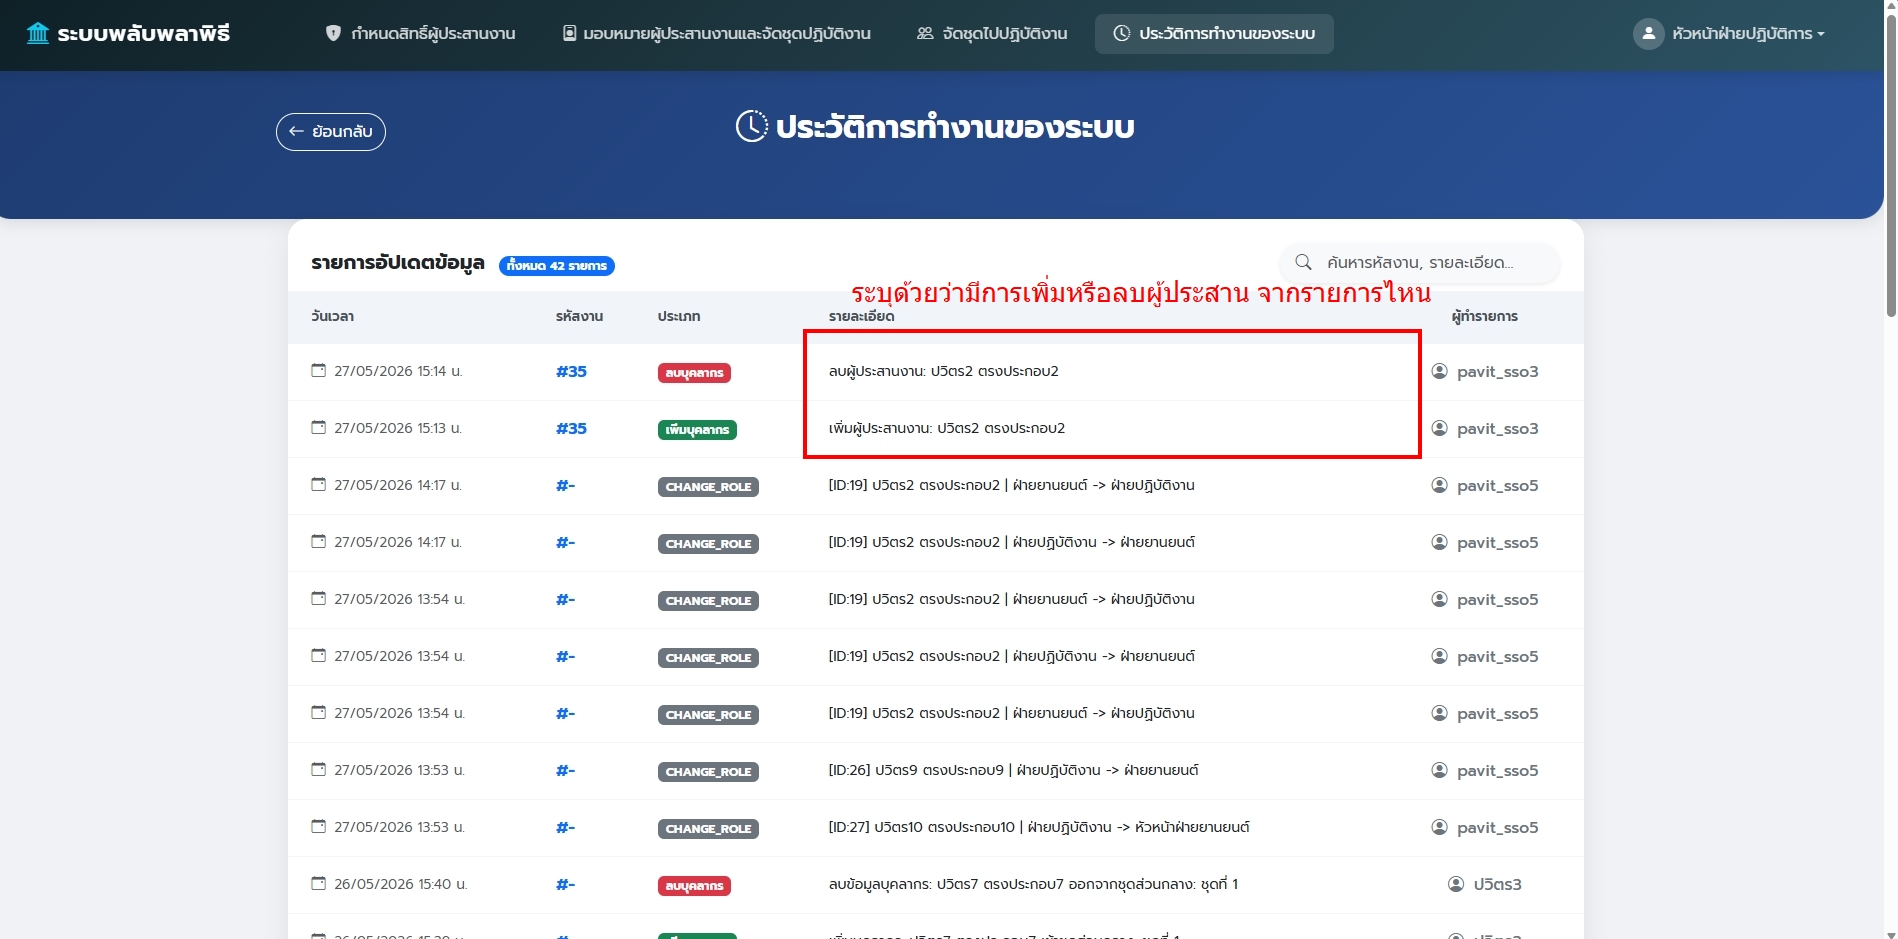 ระบบพลับพลาพิธี กำหนดสิทธิ์ผู้ประสานงาน มอบหมายผู้ประสานงานและจัดชุดปฏิบัติงาน จัดชุดไปปฏิบัติงาน ประวัติการทำงานของระบบ หัวหน้าฝ่ายปฏิบัติการ
ย้อนกลับ ประวัติการทำงานของระบบ
รายการอัปเดตข้อมูล ทั้งหมด 42 รายการ ค้นหารหัสงาน, รายละเอียด...
ระบุด้วยว่ามีการเพิ่มหรือลบผู้ประสาน จากรายการไหน
วันเวลา รหัสงาน ประเภท รายละเอียด ผู้ทำรายการ
27/05/2026 15:14 น. #35 ลบบุคลากร ลบผู้ประสานงาน: ปวิตร2 ตรงประกอบ2 pavit_sso3
27/05/2026 15:13 น. #35 เพิ่มบุคลากร เพิ่มผู้ประสานงาน: ปวิตร2 ตรงประกอบ2 pavit_sso3
27/05/2026 14:17 น. #- CHANGE_ROLE [ID:19] ปวิตร2 ตรงประกอบ2 | ฝ่ายยานยนต์ -> ฝ่ายปฏิบัติงาน pavit_sso5
27/05/2026 14:17 น. #- CHANGE_ROLE [ID:19] ปวิตร2 ตรงประกอบ2 | ฝ่ายปฏิบัติงาน -> ฝ่ายยานยนต์ pavit_sso5
27/05/2026 13:54 น. #- CHANGE_ROLE [ID:19] ปวิตร2 ตรงประกอบ2 | ฝ่ายยานยนต์ -> ฝ่ายปฏิบัติงาน pavit_sso5
27/05/2026 13:54 น. #- CHANGE_ROLE [ID:19] ปวิตร2 ตรงประกอบ2 | ฝ่ายปฏิบัติงาน -> ฝ่ายยานยนต์ pavit_sso5
27/05/2026 13:54 น. #- CHANGE_ROLE [ID:19] ปวิตร2 ตรงประกอบ2 | ฝ่ายยานยนต์ -> ฝ่ายปฏิบัติงาน pavit_sso5
27/05/2026 13:53 น. #- CHANGE_ROLE [ID:26] ปวิตร9 ตรงประกอบ9 | ฝ่ายปฏิบัติงาน -> ฝ่ายยานยนต์ pavit_sso5
27/05/2026 13:53 น. #- CHANGE_ROLE [ID:27] ปวิตร10 ตรงประกอบ10 | ฝ่ายปฏิบัติงาน -> หัวหน้าฝ่ายยานยนต์ pavit_sso5
26/05/2026 15:40 น. #- ลบบุคลากร ลบข้อมูลบุคลากร: ปวิตร7 ตรงประกอบ7 ออกจากชุดส่วนกลาง: ชุดที่ 1 ปวิตร3